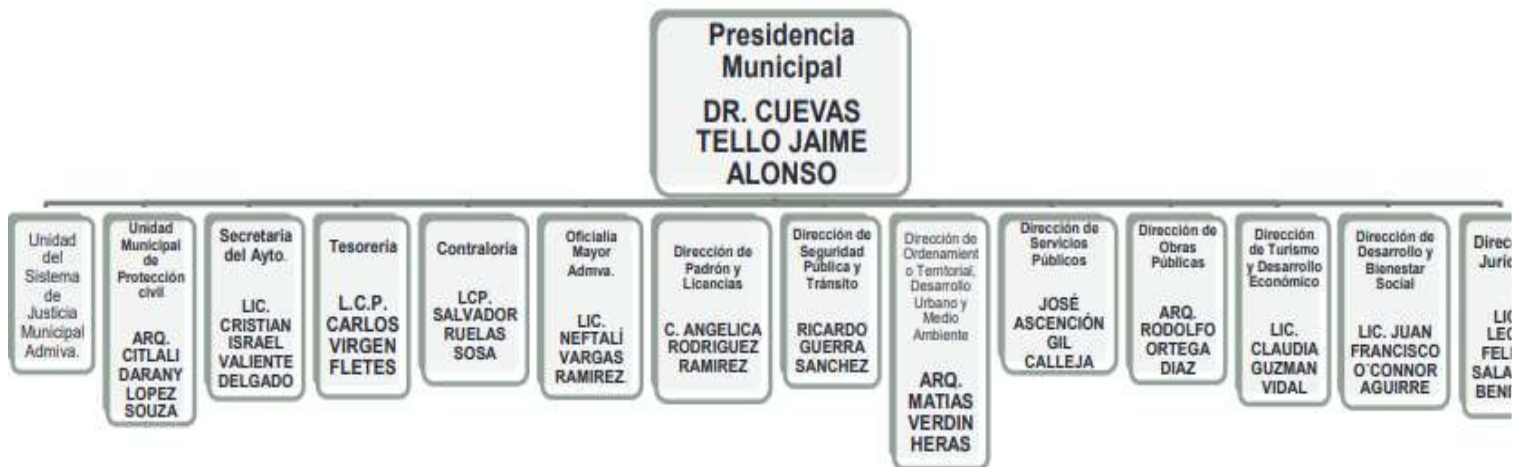 Presidencia
Municipal
DR. CUEVAS
TELLO JAIME
ALONSO
Unidad
del
Sistema
de
Justicia
Municipal
Admiva.
Unidad
Municipal
de
Protección
civil
ARQ.
CITLALI
DARANY
LOPEZ
SOUZA
Secretaria
del Ayto.
LIC.
CRISTIAN
ISRAEL
VALIENTE
DELGADO
Tesorería
L.C.P.
CARLOS
VIRGEN
FLETES
Contraloría
LCP.
SALVADOR
RUELAS
SOSA
Oficialia
Mayor
Admva.
LIC.
NEFTALÍ
VARGAS
RAMIREZ
Dirección de
Padrón y
Licencias
C. ANGELICA
RODRIGUEZ
RAMIREZ
Dirección de
Seguridad
Pública y
Tránsito
RICARDO
GUERRA
SANCHEZ
Dirección de
Ordenamient
o Territorial,
Desarrollo
Urbano y
Medio
Ambiente
ARQ.
MATIAS
VERDIN
HERAS
Dirección de
Servicios
Públicos
JOSÉ
ASCENCIÓN
GIL
CALLEJA
Dirección de
Obras
Públicas
ARQ.
RODOLFO
ORTEGA
DIAZ
Dirección
de Turismo
y Desarrollo
Económico
LIC.
CLAUDIA
GUZMAN
VIDAL
Dirección de
Desarrollo y
Bienestar
Social
LIC. JUAN
FRANCISCO
O¨CONNOR
AGUIRRE